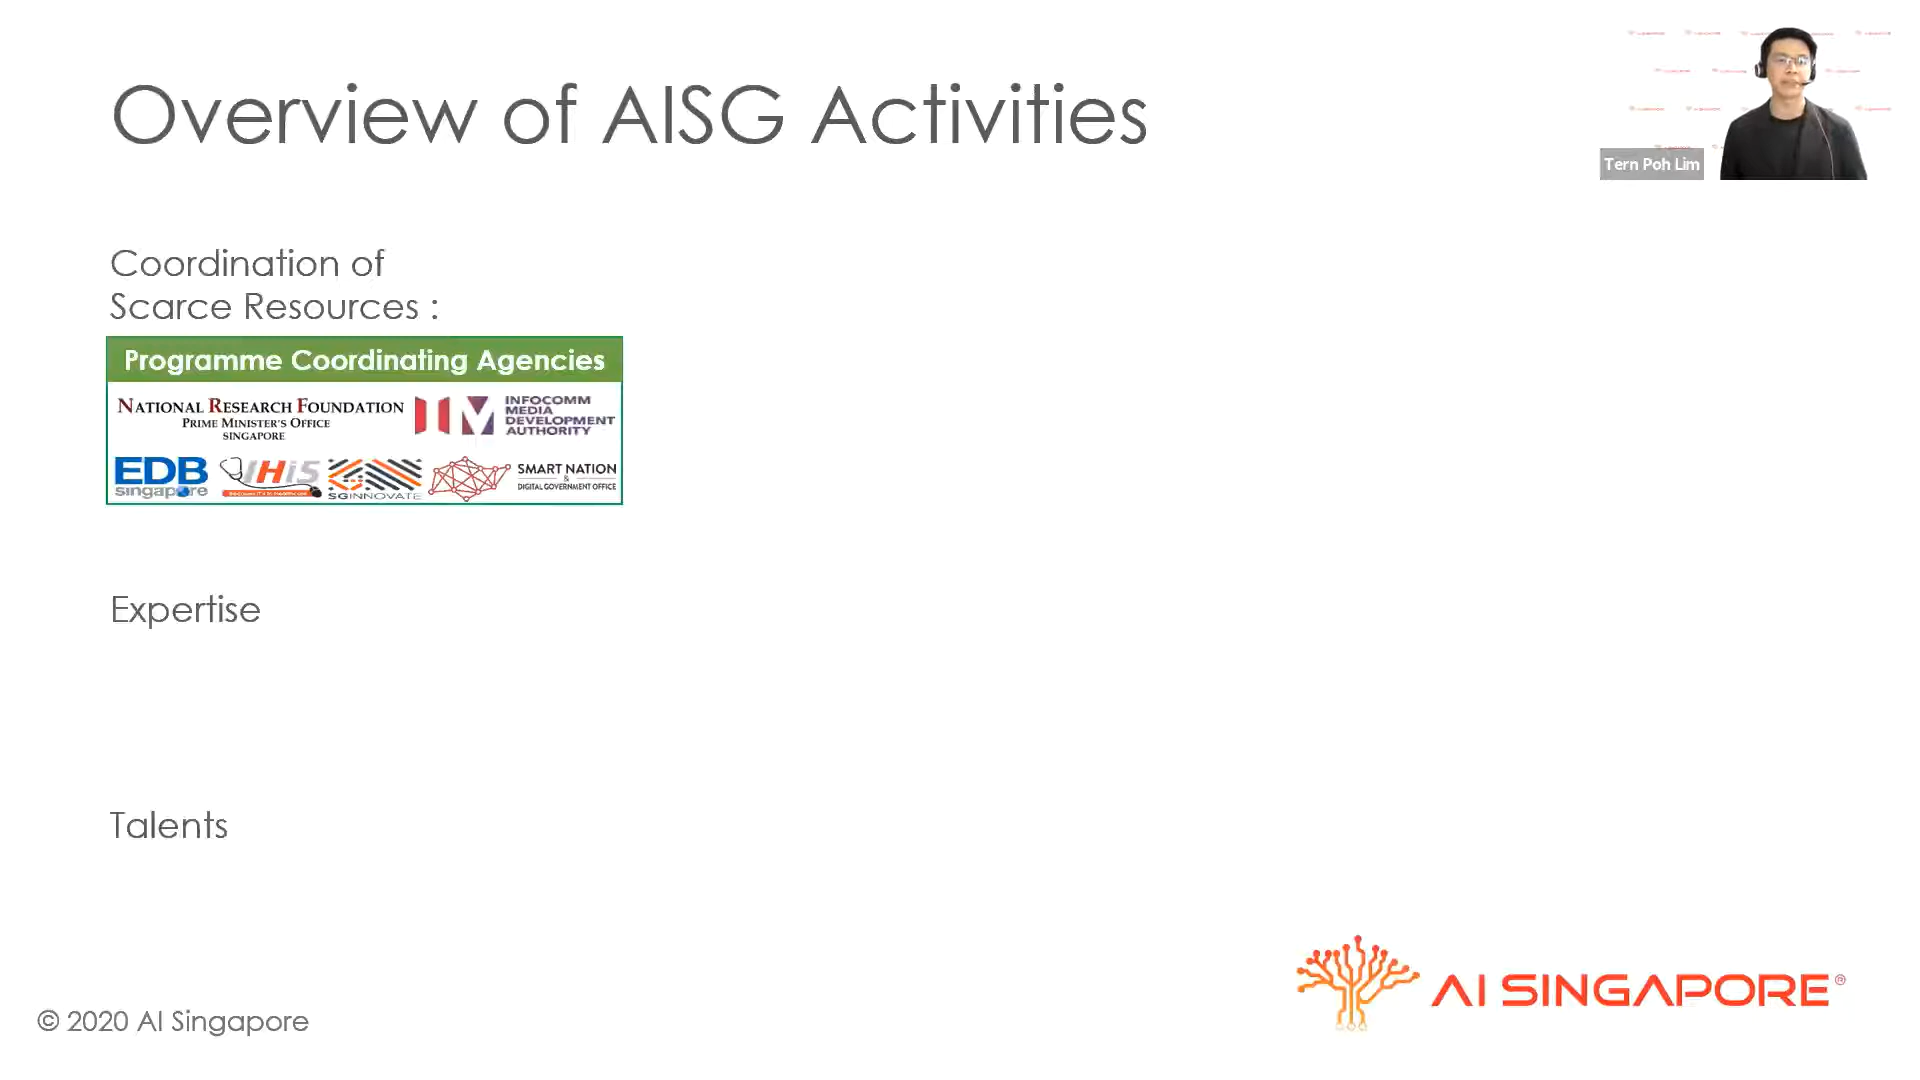 Overview of AISG Activities
Tern Poh Lim
Coordination of
Scarce Resources :
Programme Coordinating Agencies
NATIONAL RESEARCH FOUNDATION
PRIME MINISTER'S OFFICE
SINGAPORE
INFOCOMM
MEDIA
DEVELOPMENT
AUTHORITY
EDB
singapore
IHiS
SGINNOVATE
SMART NATION
&
DIGITAL GOVERNMENT OFFICE
Expertise
Talents
AI SINGAPORE®
© 2020 AI Singapore